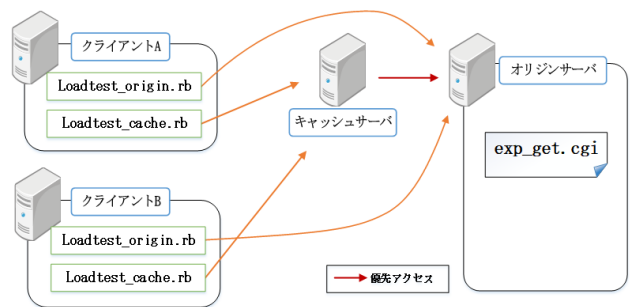 クライアントA
Loadtest_origin.rb
Loadtest_cache.rb
キャッシュサーバ
オリジンサーバ
exp_get.cgi
クライアントB
Loadtest_origin.rb
Loadtest_cache.rb
優先アクセス